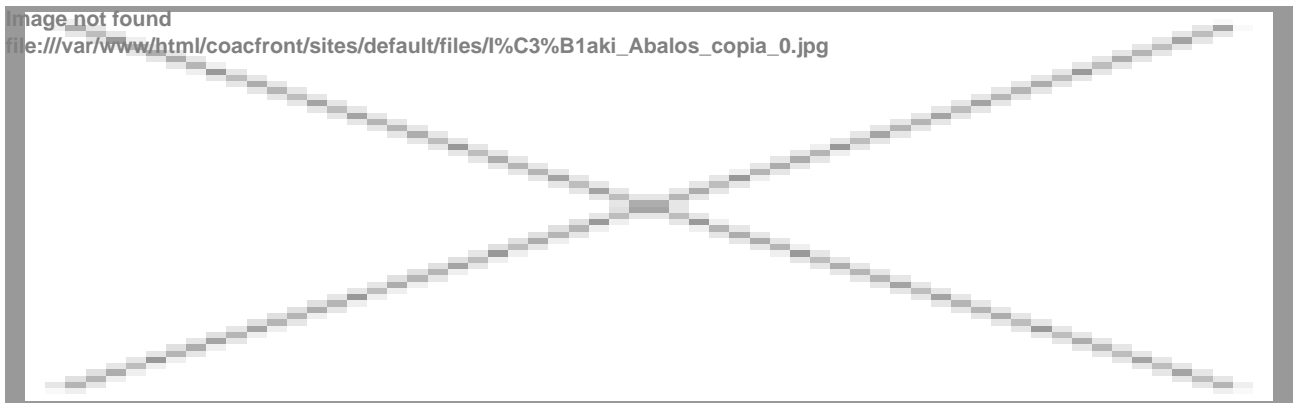 Image not found
file:///var/www/html/coacfront/sites/default/files/I%C3%B1aki_Abalos_copia_0.jpg